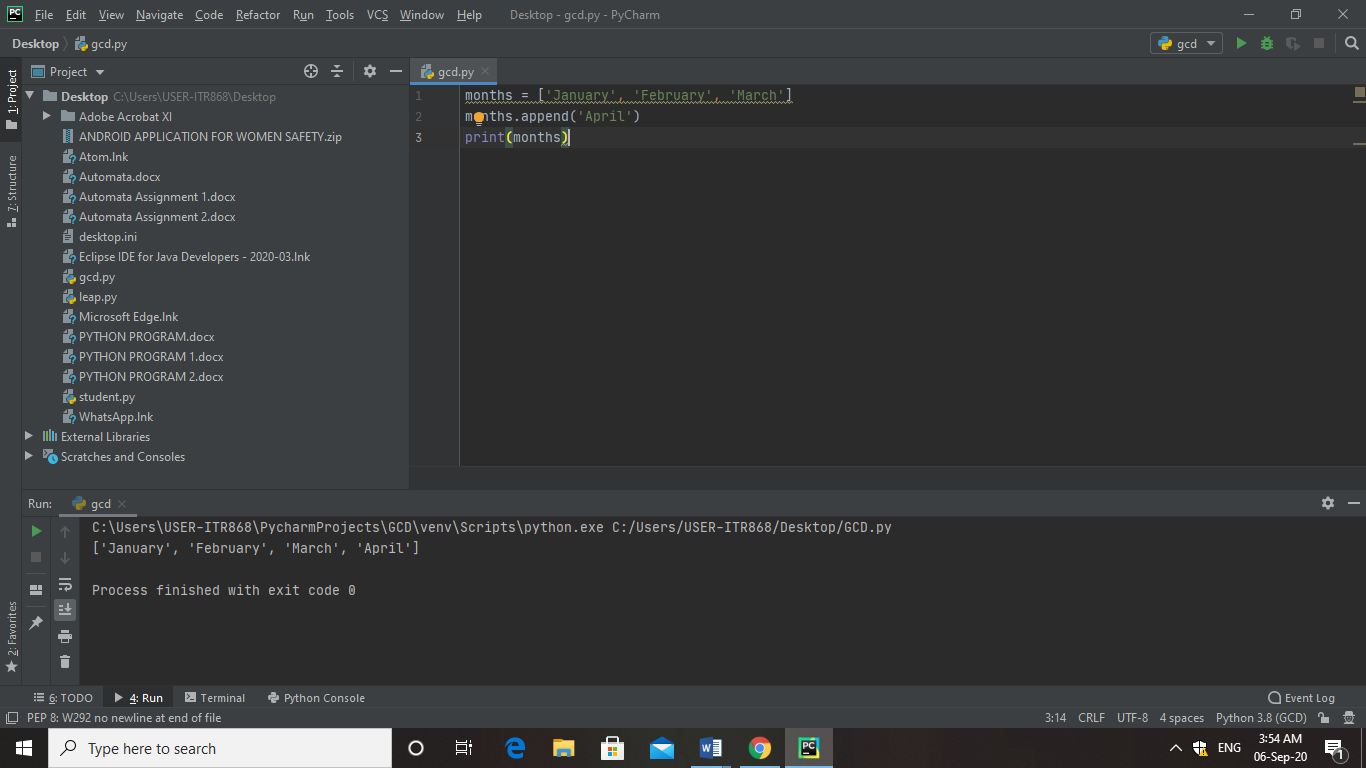 PC File Edit View Navigate Code Refactor Run Tools VCS Window Help Desktop - gcd.py - PyCharm
Desktop gcd.py gcd
1: Project
Project
gcd.py
Desktop C:\Users\USER-ITR868\Desktop
Adobe Acrobat XI
ANDROID APPLICATION FOR WOMEN SAFETY.zip
Atom.lnk
Automata.docx
Automata Assignment 1.docx
Automata Assignment 2.docx
desktop.ini
Eclipse IDE for Java Developers - 2020-03.lnk
gcd.py
leap.py
Microsoft Edge.lnk
PYTHON PROGRAM.docx
PYTHON PROGRAM 1.docx
PYTHON PROGRAM 2.docx
student.py
WhatsApp.lnk
External Libraries
Scratches and Consoles
7: Structure
1 months = ['January', 'February', 'March']
2 months.append('April')
3 print(months)
Run: gcd
C:\Users\USER-ITR868\PycharmProjects\GCD\venv\Scripts\python.exe C:/Users/USER-ITR868/Desktop/GCD.py
['January', 'February', 'March', 'April']
Process finished with exit code 0
2: Favorites
6: TODO 4: Run Terminal Python Console Event Log
PEP 8: W292 no newline at end of file 3:14 CRLF UTF-8 4 spaces Python 3.8 (GCD)
Type here to search
ENG
3:54 AM
06-Sep-20
1